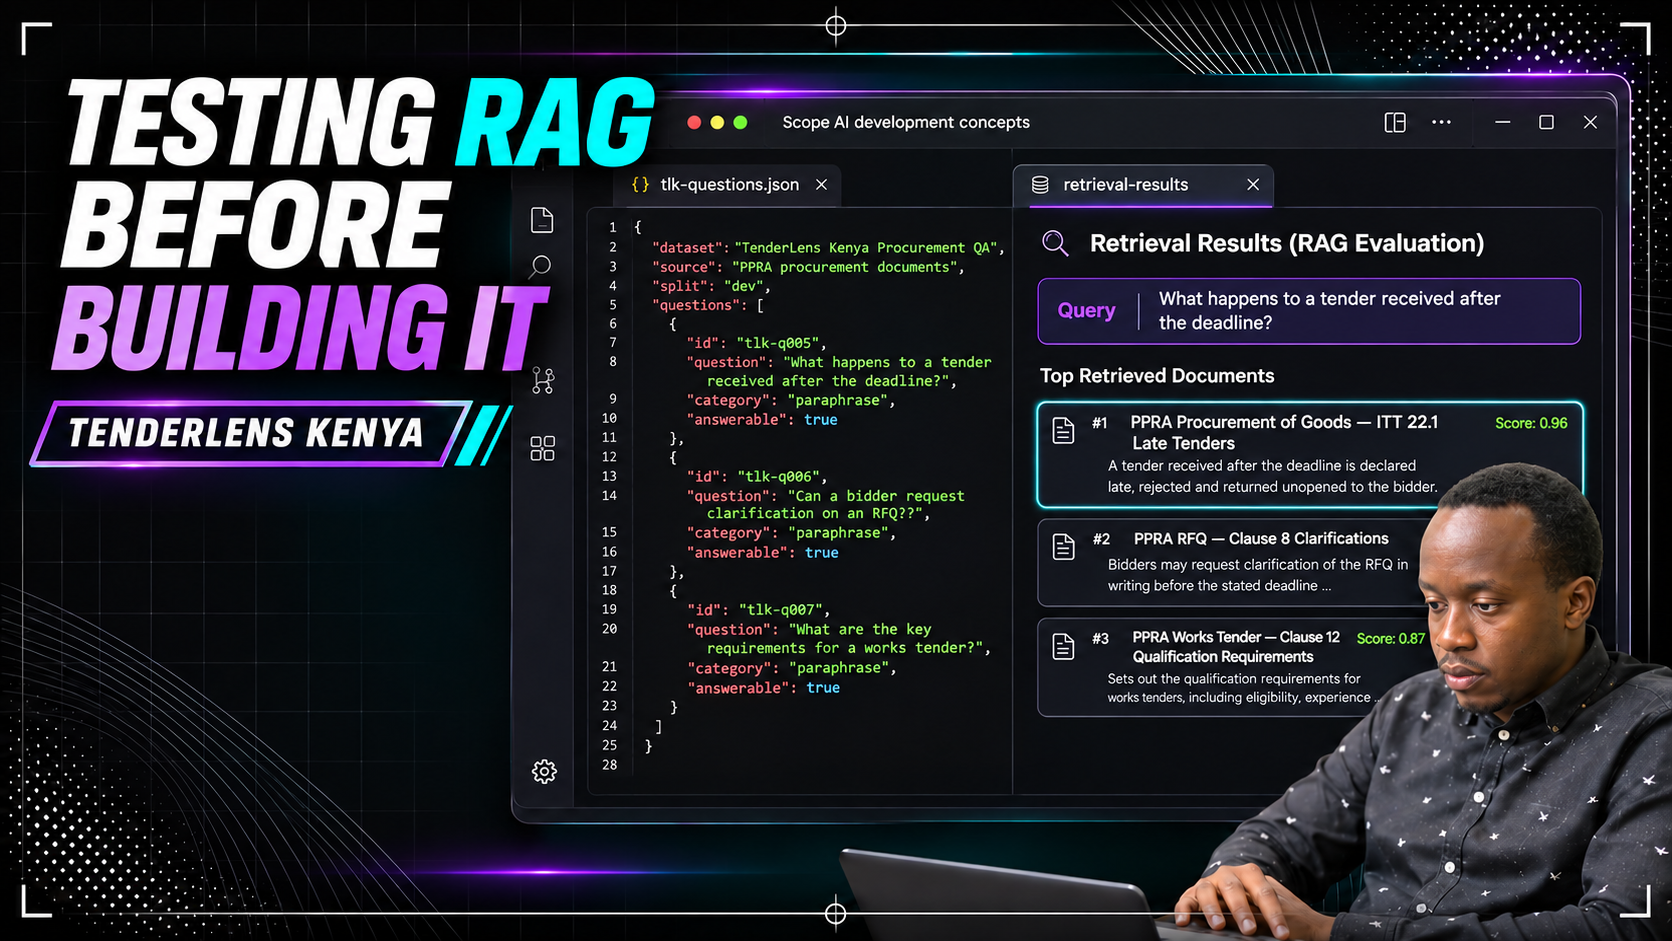 TESTING RAG
BEFORE
BUILDING IT
TENDERLENS KENYA
Scope AI development concepts
{} tlk-questions.json
1 {
2 "dataset": "TenderLens Kenya Procurement QA",
3 "source": "PPRA procurement documents",
4 "split": "dev",
5 "questions": [
6 {
7 "id": "tlk-q005",
8 "question": "What happens to a tender
received after the deadline?",
9 "category": "paraphrase",
10 "answerable": true
11 },
12 {
13 "id": "tlk-q006",
14 "question": "Can a bidder request
clarification on an RFQ??",
15 "category": "paraphrase",
16 "answerable": true
17 },
18 {
19 "id": "tlk-q007",
20 "question": "What are the key
requirements for a works tender?",
21 "category": "paraphrase",
22 "answerable": true
23 }
24 ]
25 }
28
retrieval-results
Retrieval Results (RAG Evaluation)
Query
What happens to a tender received after
the deadline?
Top Retrieved Documents
#1 PPRA Procurement of Goods — ITT 22.1 Score: 0.96
Late Tenders
A tender received after the deadline is declared
late, rejected and returned unopened to the bidder.
#2 PPRA RFQ — Clause 8 Clarifications
Bidders may request clarification of the RFQ in
writing before the stated deadline ...
#3 PPRA Works Tender — Clause 12 Score: 0.87
Qualification Requirements
Sets out the qualification requirements for
works tenders, including eligibility, experience ...